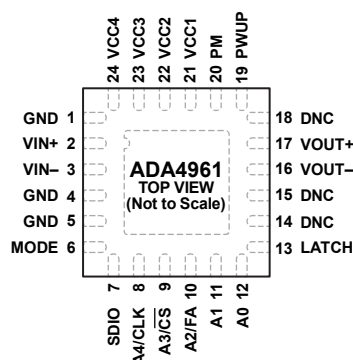 24 VCC4
23 VCC3
22 VCC2
21 VCC1
20 PM
19 PWUP
GND 1
VIN+ 2
VIN– 3
GND 4
GND 5
MODE 6
ADA4961
TOP VIEW
(Not to Scale)
18 DNC
17 VOUT+
16 VOUT–
15 DNC
14 DNC
13 LATCH
SDIO 7
A4/CLK 8
A3/CS 9
A2/FA 10
A1 11
A0 12